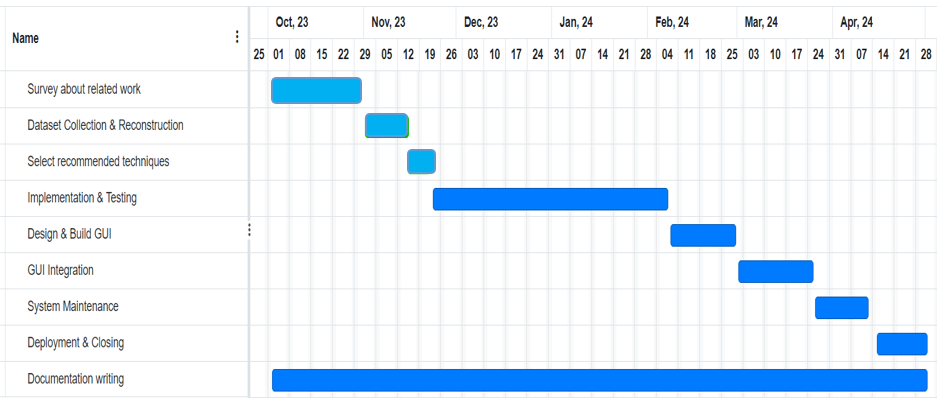 Name
Oct, 23 Nov, 23 Dec, 23 Jan, 24 Feb, 24 Mar, 24 Apr, 24
25 01 08 15 22 29 05 12 19 26 03 10 17 24 31 07 14 21 28 04 11 18 25 03 10 17 24 31 07 14 21 28
Survey about related work
Dataset Collection & Reconstruction
Select recommended techniques
Implementation & Testing
Design & Build GUI
GUI Integration
System Maintenance
Deployment & Closing
Documentation writing